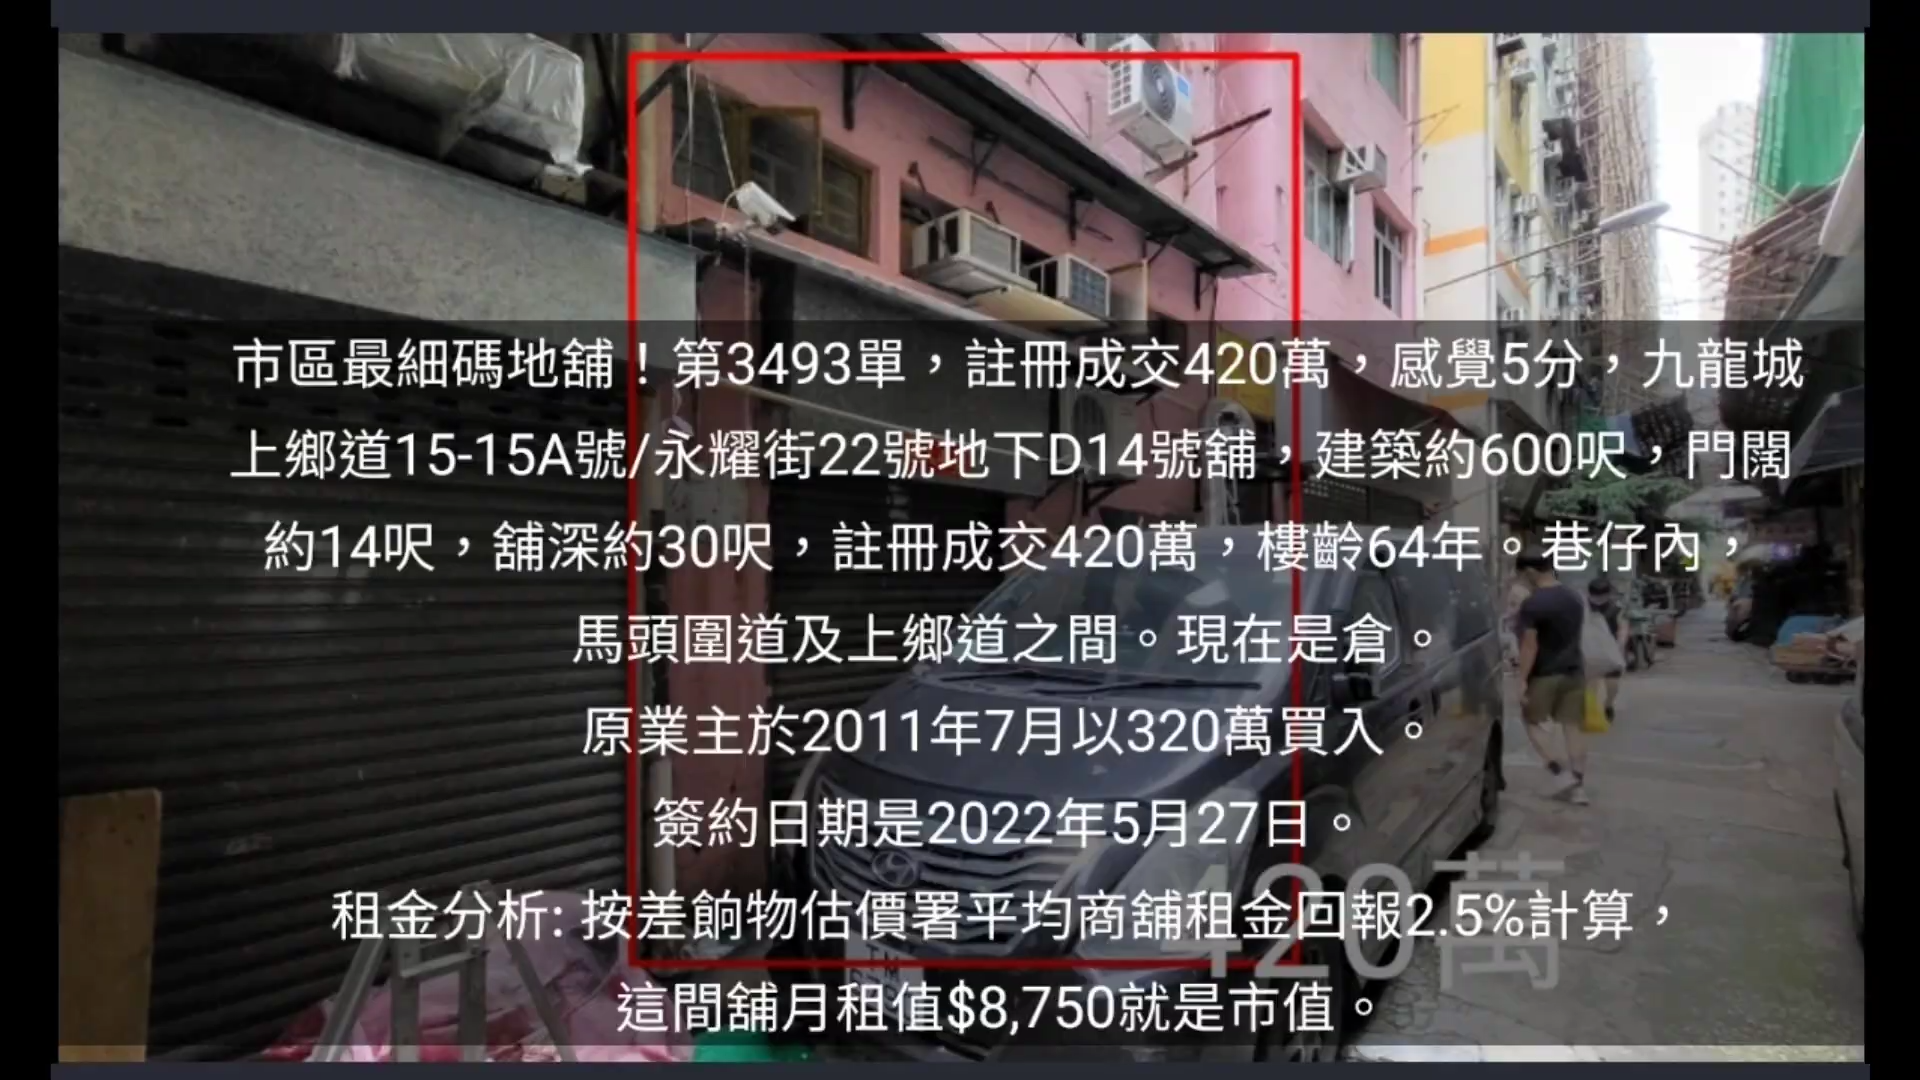 市區最細碼地舖！第3493單，註冊成交420萬，感覺5分，九龍城
上鄉道15-15A號/永耀街22號地下D14號舖，建築約600呎，門闊
約14呎，舖深約30呎，註冊成交420萬，樓齡64年。巷仔內，
馬頭圍道及上鄉道之間。現在是倉。
原業主於2011年7月以320萬買入。
簽約日期是2022年5月27日。
420萬
租金分析: 按差餉物估價署平均商舖租金回報2.5%計算，
這間舖月租值$8,750就是市值。